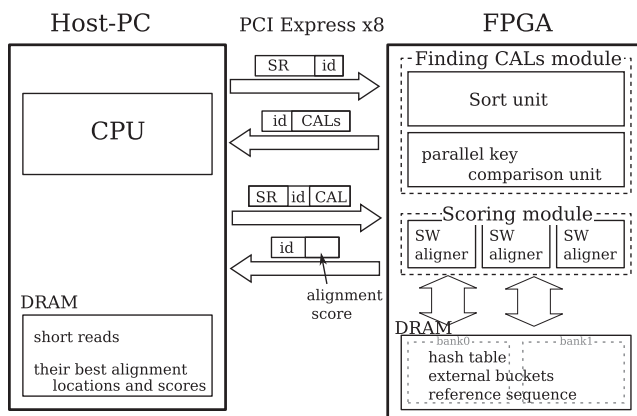 Host-PC
PCI Express x8
FPGA
CPU
DRAM
short reads
their best alignment
locations and scores
SR id
id CALs
SR id CAL
id
alignment
score
Finding CALs module
Sort unit
parallel key
comparison unit
Scoring module
SW
aligner
SW
aligner
SW
aligner
DRAM
bank0
bank1
hash table
external buckets
reference sequence